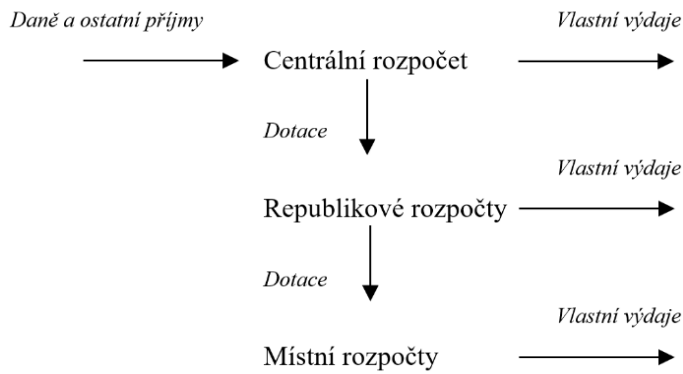 Daně a ostatní příjmy
Vlastní výdaje
Centrální rozpočet
Dotace
Vlastní výdaje
Republikové rozpočty
Dotace
Vlastní výdaje
Místní rozpočty